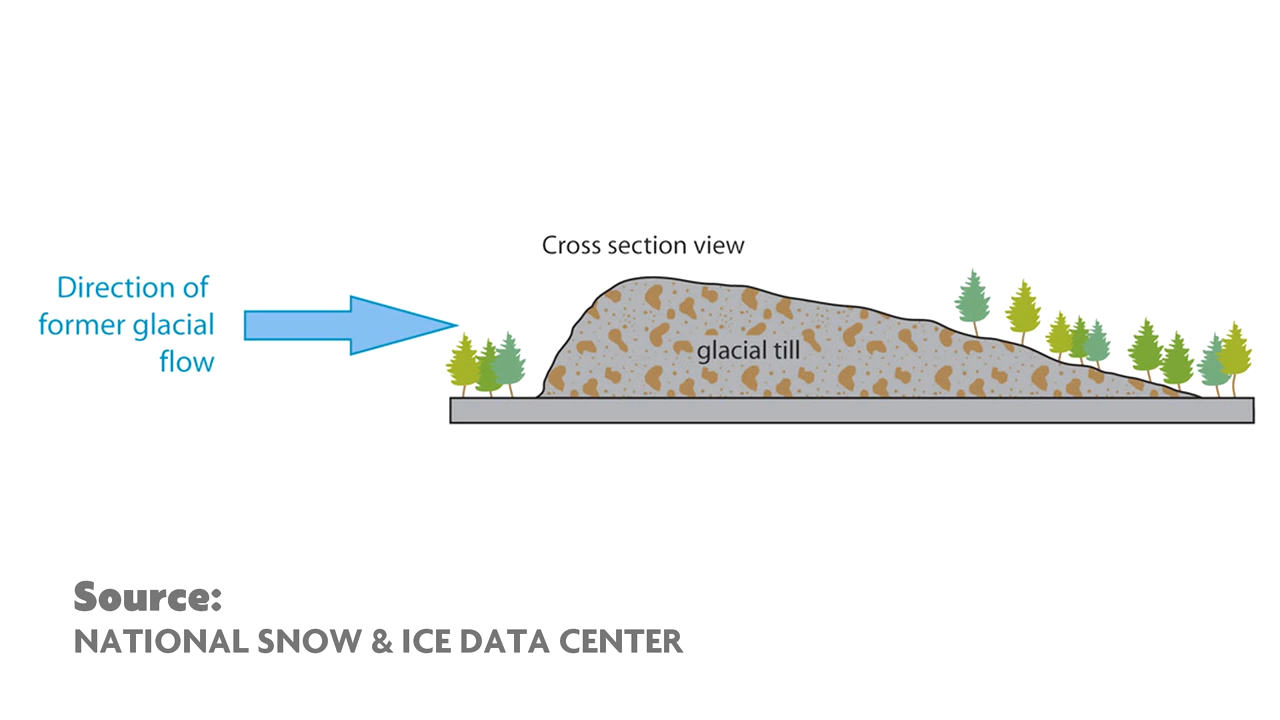 Cross section view
Direction of
former glacial
flow
glacial till
Source:
NATIONAL SNOW & ICE DATA CENTER